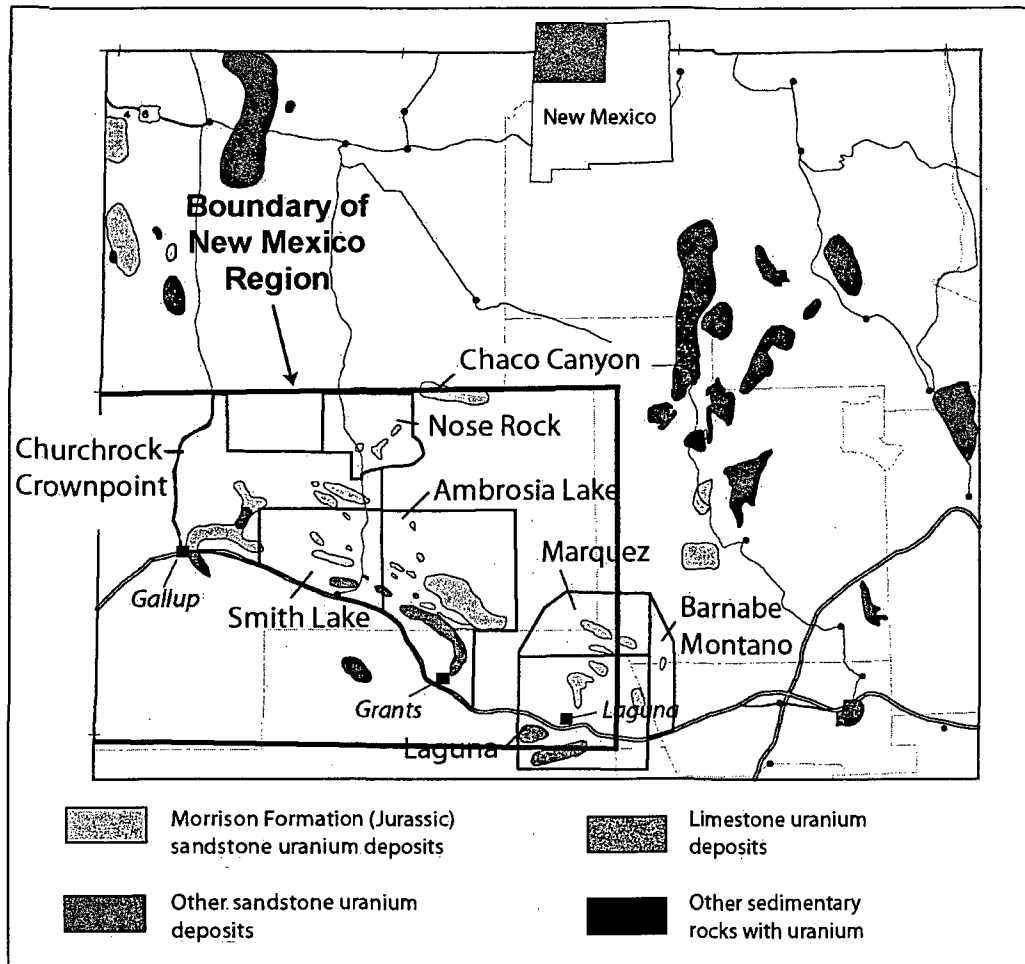 New Mexico
4
6
Boundary of
New Mexico
Region
Chaco Canyon
Nose Rock
Churchrock
Crownpoint
Ambrosia Lake
Marquez
Gallup
Smith Lake
Barnabe
Montano
Grants
Laguna
Laguna
Morrison Formation (Jurassic)
sandstone uranium deposits
Limestone uranium
deposits
Other sandstone uranium
deposits
Other sedimentary
rocks with uranium